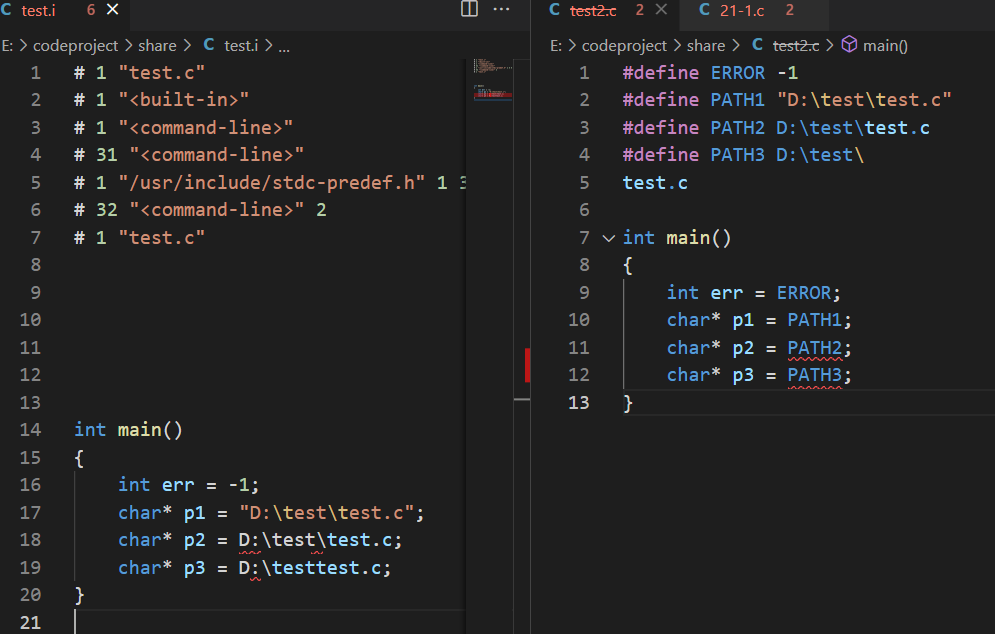 test.i 6
E: > codeproject > share > C test.i > ...
1 # 1 "test.c"
2 # 1 "<built-in>"
3 # 1 "<command-line>"
4 # 31 "<command-line>"
5 # 1 "/usr/include/stdc-predef.h" 1 3
6 # 32 "<command-line>" 2
7 # 1 "test.c"
8
9
10
11
12
13
14 int main()
15 {
16 int err = -1;
17 char* p1 = "D:\test\test.c";
18 char* p2 = D:\test\test.c;
19 char* p3 = D:\testtest.c;
20 }
21
C test2.c 2 C 21-1.c 2
E: > codeproject > share > C test2.c > main()
1 #define ERROR -1
2 #define PATH1 "D:\test\test.c"
3 #define PATH2 D:\test\test.c
4 #define PATH3 D:\test\
5 test.c
6
7 int main()
8 {
9 int err = ERROR;
10 char* p1 = PATH1;
11 char* p2 = PATH2;
12 char* p3 = PATH3;
13 }